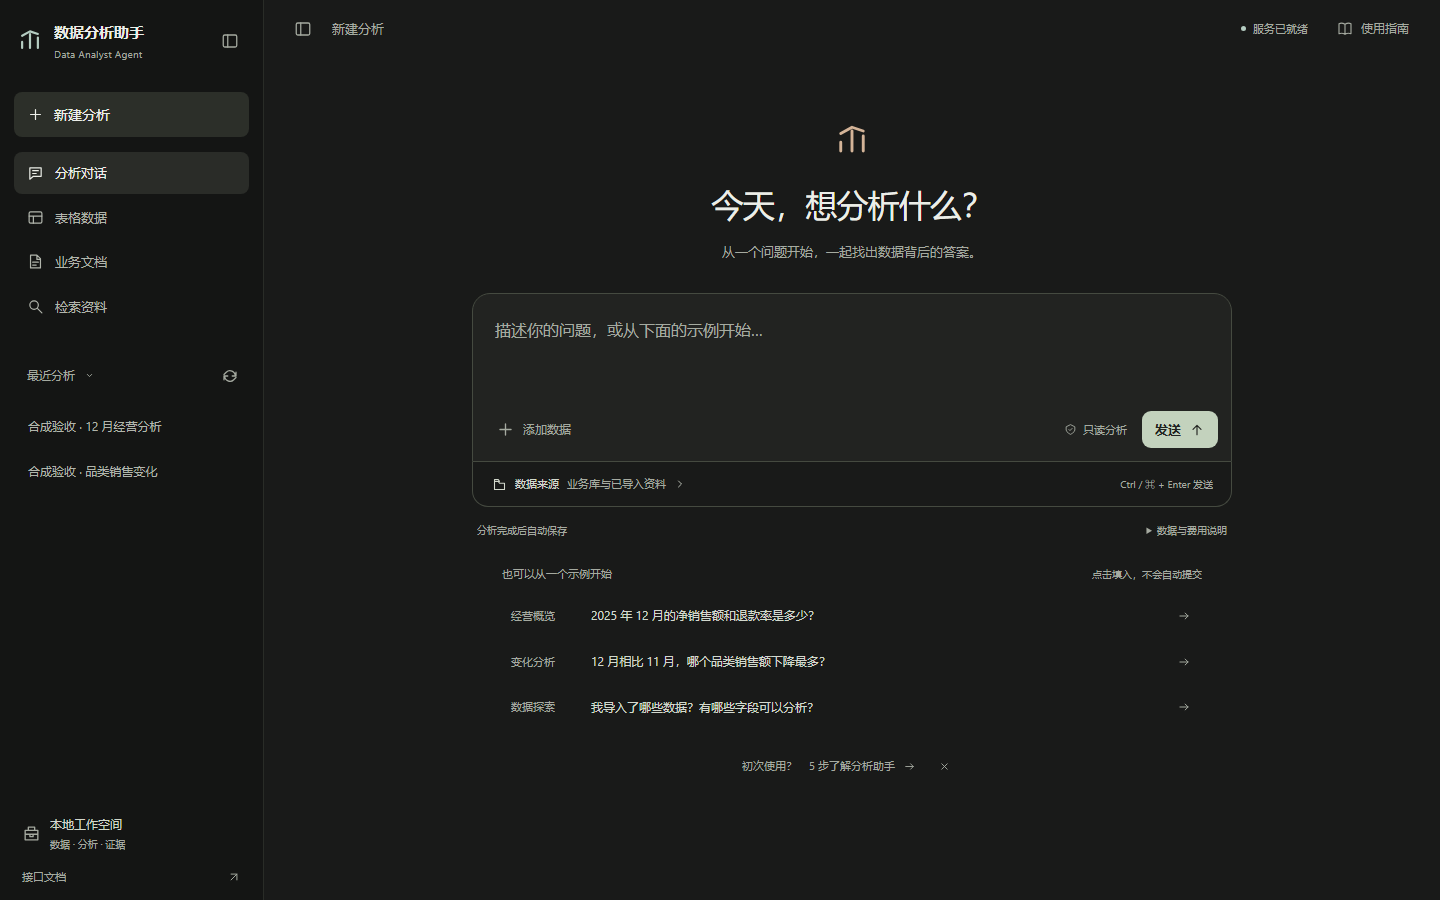 数据分析助手
Data Analyst Agent
新建分析
分析对话
表格数据
业务文档
检索资料
最近分析
合成验收 · 12 月经营分析
合成验收 · 品类销售变化
本地工作空间
数据 · 分析 · 证据
接口文档
新建分析
服务已就绪
使用指南
今天，想分析什么？
从一个问题开始，一起找出数据背后的答案。
描述你的问题，或从下面的示例开始...
添加数据
只读分析
发送
数据来源 业务库与已导入资料
Ctrl / ⌘ + Enter 发送
分析完成后自动保存
数据与费用说明
也可以从一个示例开始
点击填入，不会自动提交
经营概览 2025 年 12 月的净销售额和退款率是多少？
变化分析 12 月相比 11 月，哪个品类销售额下降最多？
数据探索 我导入了哪些数据？有哪些字段可以分析？
初次使用？ 5 步了解分析助手